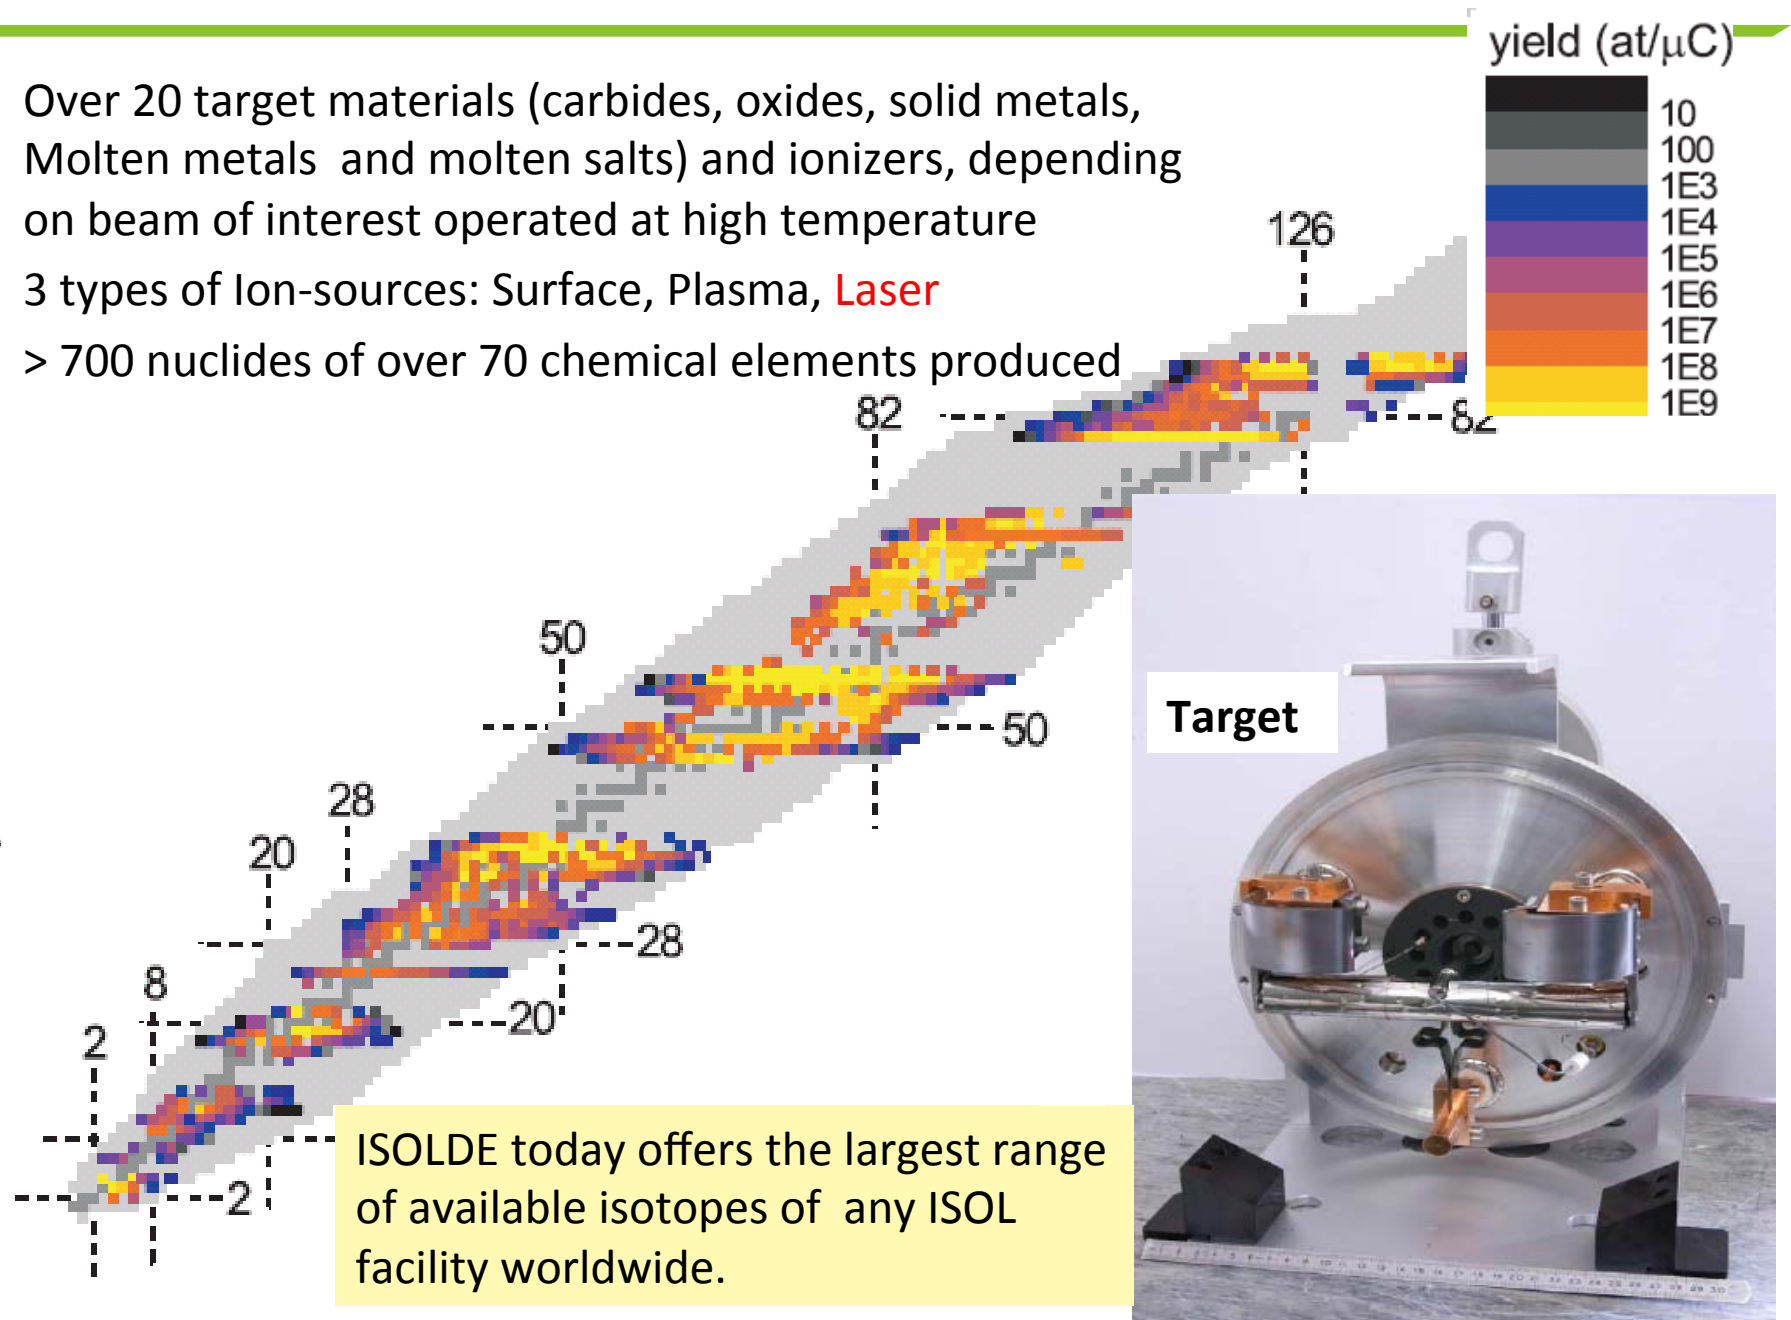 yield (at/μC)
Over 20 target materials (carbides, oxides, solid metals,
Molten metals and molten salts) and ionizers, depending
on beam of interest operated at high temperature
3 types of Ion-sources: Surface, Plasma, Laser
> 700 nuclides of over 70 chemical elements produced
10
100
1E3
1E4
1E5
1E6
1E7
1E8
1E9
126
82
82
50
50
28
20
28
8
20
2
2
Target
ISOLDE today offers the largest range
of available isotopes of any ISOL
facility worldwide.